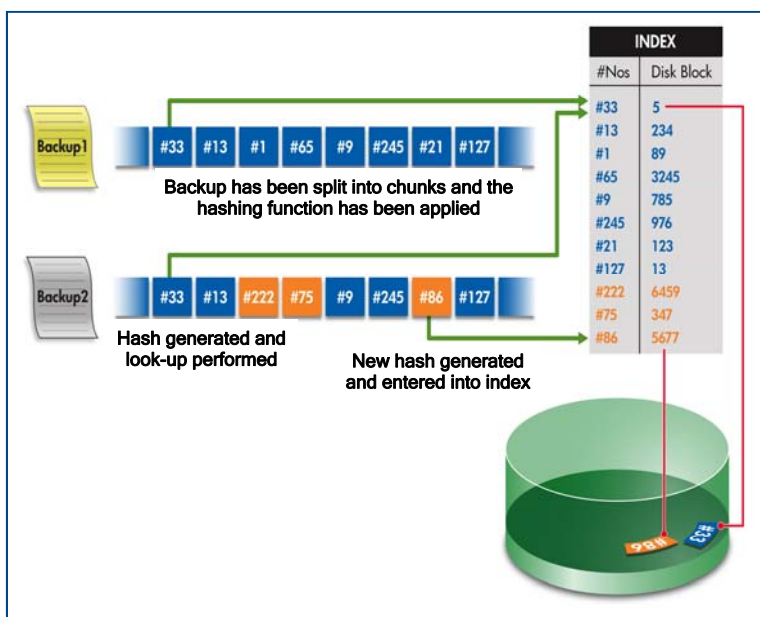 INDEX
#Nos Disk Block
#33 5
#13 234
#1 89
#65 3245
#9 785
#245 976
#21 123
#127 13
#222 6459
#75 347
#86 5677
Backup1
#33 #13 #1 #65 #9 #245 #21 #127
Backup has been split into chunks and the
hashing function has been applied
Backup2
#33 #13 #222 #75 #9 #245 #86 #127
Hash generated and
look-up performed
New hash generated
and entered into index
#86
#33